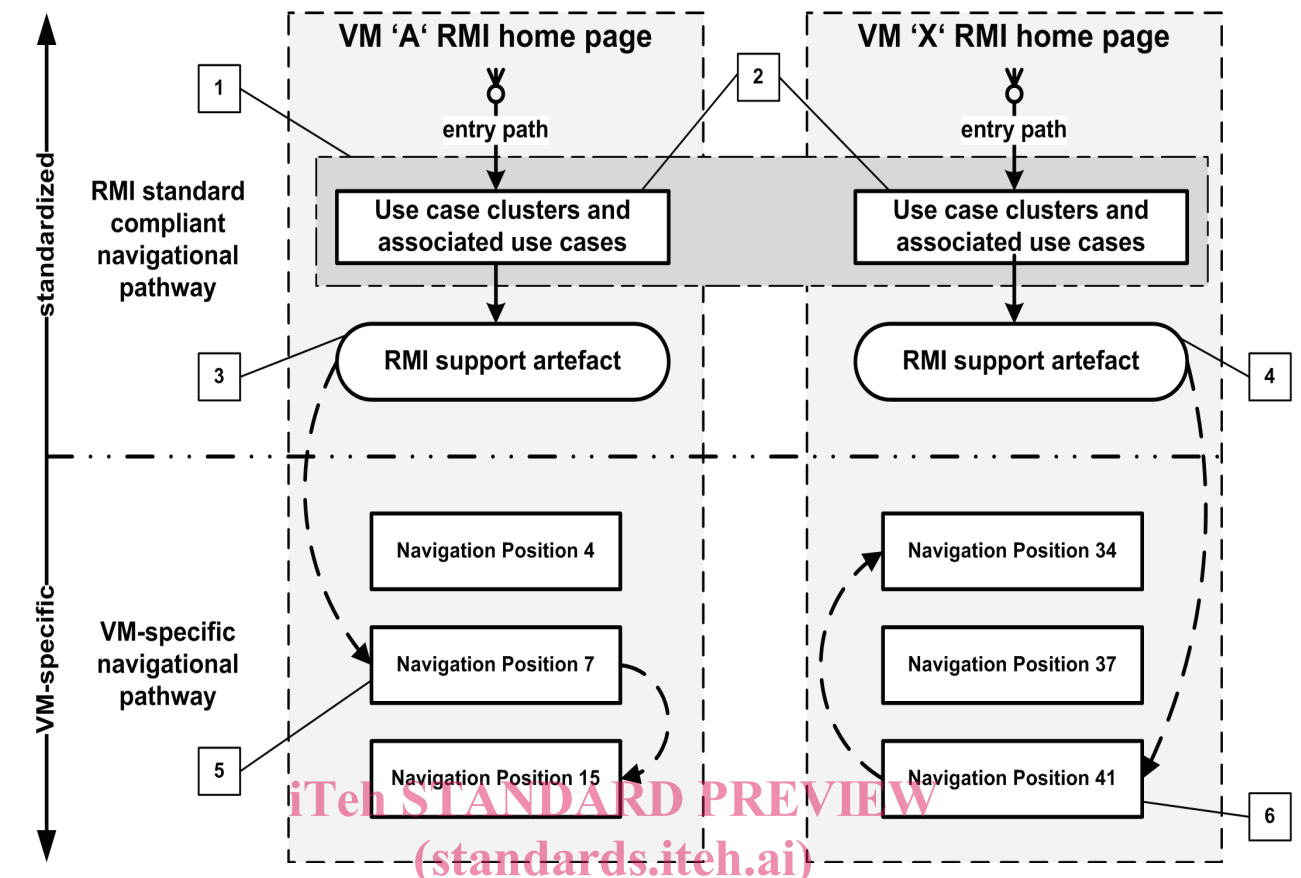 VM ‘A‘ RMI home page
VM ‘X‘ RMI home page
1
2
entry path
entry path
standardized
RMI standard
compliant
navigational
pathway
Use case clusters and
associated use cases
Use case clusters and
associated use cases
3
RMI support artefact
RMI support artefact
4
VM-specific
VM-specific
navigational
pathway
Navigation Position 4
Navigation Position 34
Navigation Position 7
Navigation Position 37
5
Navigation Position 15
Navigation Position 41
6
iTeh STANDARD PREVIEW
(standards.iteh.ai)